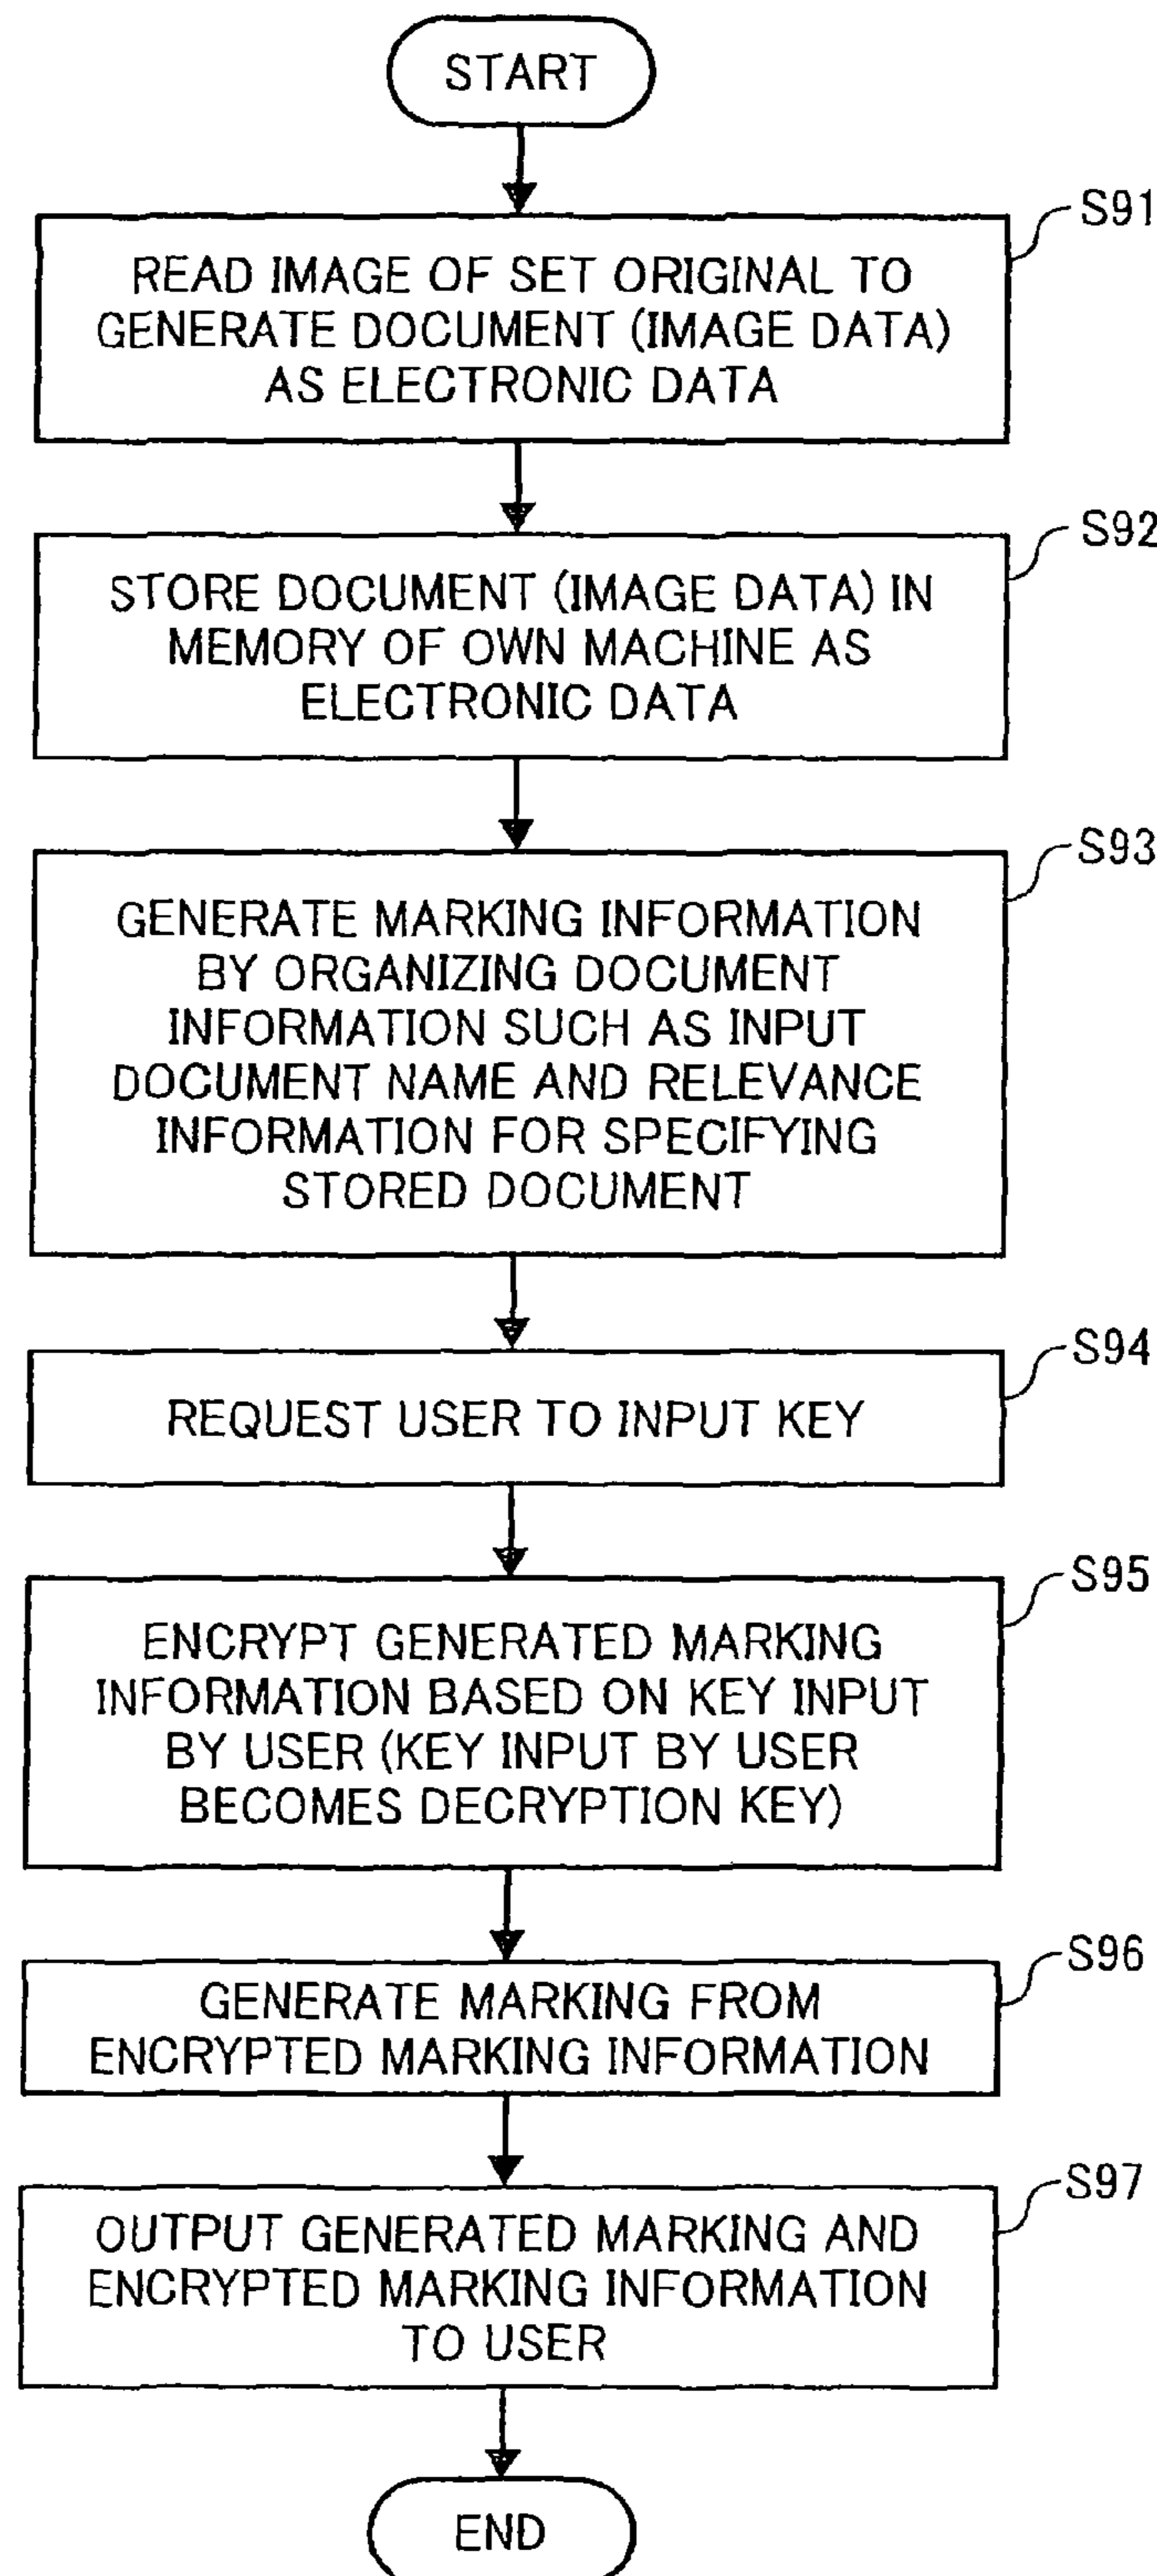 START
S91
READ IMAGE OF SET ORIGINAL TO
GENERATE DOCUMENT (IMAGE DATA)
AS ELECTRONIC DATA
S92
STORE DOCUMENT (IMAGE DATA) IN
MEMORY OF OWN MACHINE AS
ELECTRONIC DATA
S93
GENERATE MARKING INFORMATION
BY ORGANIZING DOCUMENT
INFORMATION SUCH AS INPUT
DOCUMENT NAME AND RELEVANCE
INFORMATION FOR SPECIFYING
STORED DOCUMENT
S94
REQUEST USER TO INPUT KEY
S95
ENCRYPT GENERATED MARKING
INFORMATION BASED ON KEY INPUT
BY USER (KEY INPUT BY USER
BECOMES DECRYPTION KEY)
S96
GENERATE MARKING FROM
ENCRYPTED MARKING INFORMATION
S97
OUTPUT GENERATED MARKING AND
ENCRYPTED MARKING INFORMATION
TO USER
END